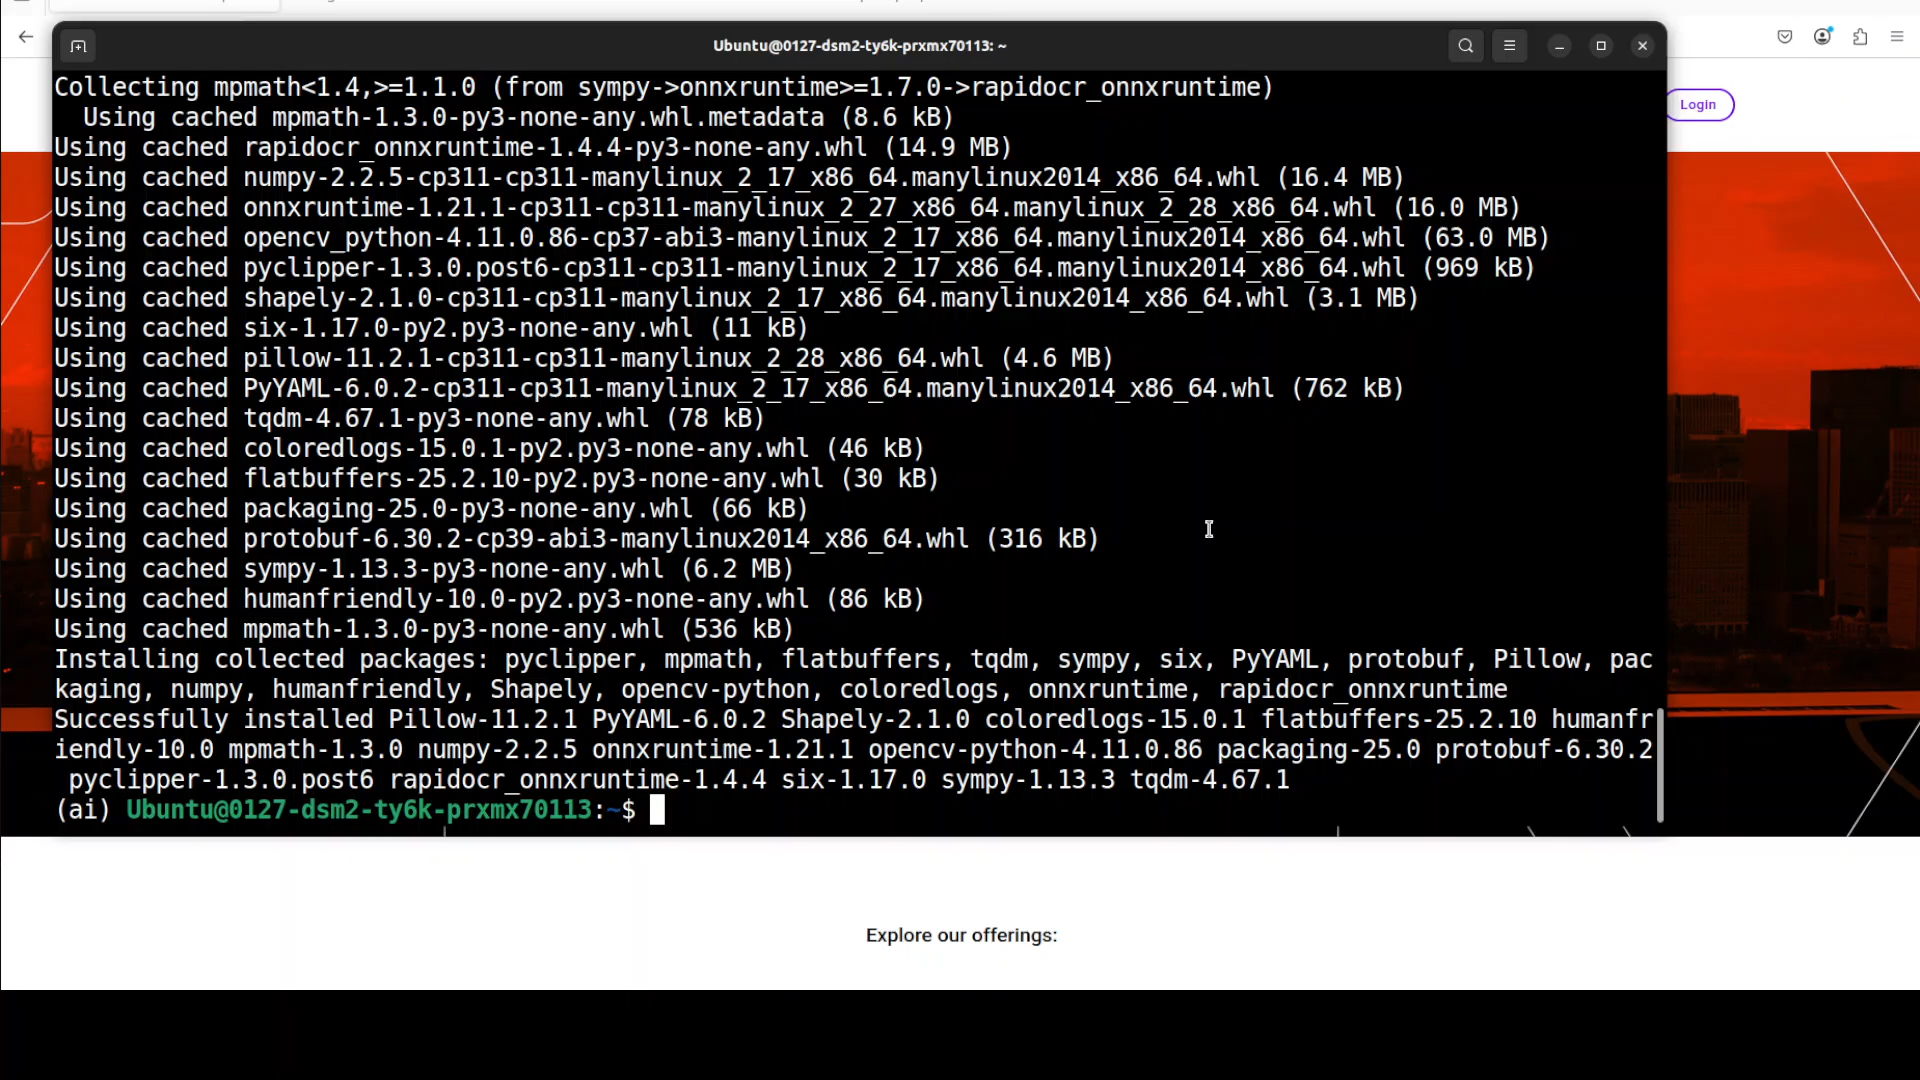 Ubuntu@0127-dsm2-ty6k-prxmx70113: ~
Login
Collecting mpmath<1.4,>=1.1.0 (from sympy->onnxruntime>=1.7.0->rapidocr_onnxruntime)
  Using cached mpmath-1.3.0-py3-none-any.whl.metadata (8.6 kB)
Using cached rapidocr_onnxruntime-1.4.4-py3-none-any.whl (14.9 MB)
Using cached numpy-2.2.5-cp311-cp311-manylinux_2_17_x86_64.manylinux2014_x86_64.whl (16.4 MB)
Using cached onnxruntime-1.21.1-cp311-cp311-manylinux_2_27_x86_64.manylinux_2_28_x86_64.whl (16.0 MB)
Using cached opencv_python-4.11.0.86-cp37-abi3-manylinux_2_17_x86_64.manylinux2014_x86_64.whl (63.0 MB)
Using cached pyclipper-1.3.0.post6-cp311-cp311-manylinux_2_17_x86_64.manylinux2014_x86_64.whl (969 kB)
Using cached shapely-2.1.0-cp311-cp311-manylinux_2_17_x86_64.manylinux2014_x86_64.whl (3.1 MB)
Using cached six-1.17.0-py2.py3-none-any.whl (11 kB)
Using cached pillow-11.2.1-cp311-cp311-manylinux_2_28_x86_64.whl (4.6 MB)
Using cached PyYAML-6.0.2-cp311-cp311-manylinux_2_17_x86_64.manylinux2014_x86_64.whl (762 kB)
Using cached tqdm-4.67.1-py3-none-any.whl (78 kB)
Using cached coloredlogs-15.0.1-py2.py3-none-any.whl (46 kB)
Using cached flatbuffers-25.2.10-py2.py3-none-any.whl (30 kB)
Using cached packaging-25.0-py3-none-any.whl (66 kB)
Using cached protobuf-6.30.2-cp39-abi3-manylinux2014_x86_64.whl (316 kB)
Using cached sympy-1.13.3-py3-none-any.whl (6.2 MB)
Using cached humanfriendly-10.0-py2.py3-none-any.whl (86 kB)
Using cached mpmath-1.3.0-py3-none-any.whl (536 kB)
Installing collected packages: pyclipper, mpmath, flatbuffers, tqdm, sympy, six, PyYAML, protobuf, Pillow, pac
kaging, numpy, humanfriendly, Shapely, opencv-python, coloredlogs, onnxruntime, rapidocr_onnxruntime
Successfully installed Pillow-11.2.1 PyYAML-6.0.2 Shapely-2.1.0 coloredlogs-15.0.1 flatbuffers-25.2.10 humanfr
iendly-10.0 mpmath-1.3.0 numpy-2.2.5 onnxruntime-1.21.1 opencv-python-4.11.0.86 packaging-25.0 protobuf-6.30.2
 pyclipper-1.3.0.post6 rapidocr_onnxruntime-1.4.4 six-1.17.0 sympy-1.13.3 tqdm-4.67.1
(ai) Ubuntu@0127-dsm2-ty6k-prxmx70113:~$
Explore our offerings: